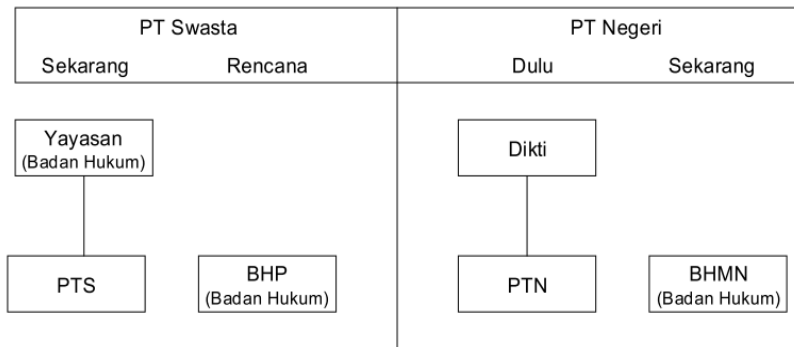 PT Swasta
PT Negeri
Sekarang
Rencana
Dulu
Sekarang
Yayasan
(Badan Hukum)
Dikti
PTS
BHP
(Badan Hukum)
PTN
BHMN
(Badan Hukum)